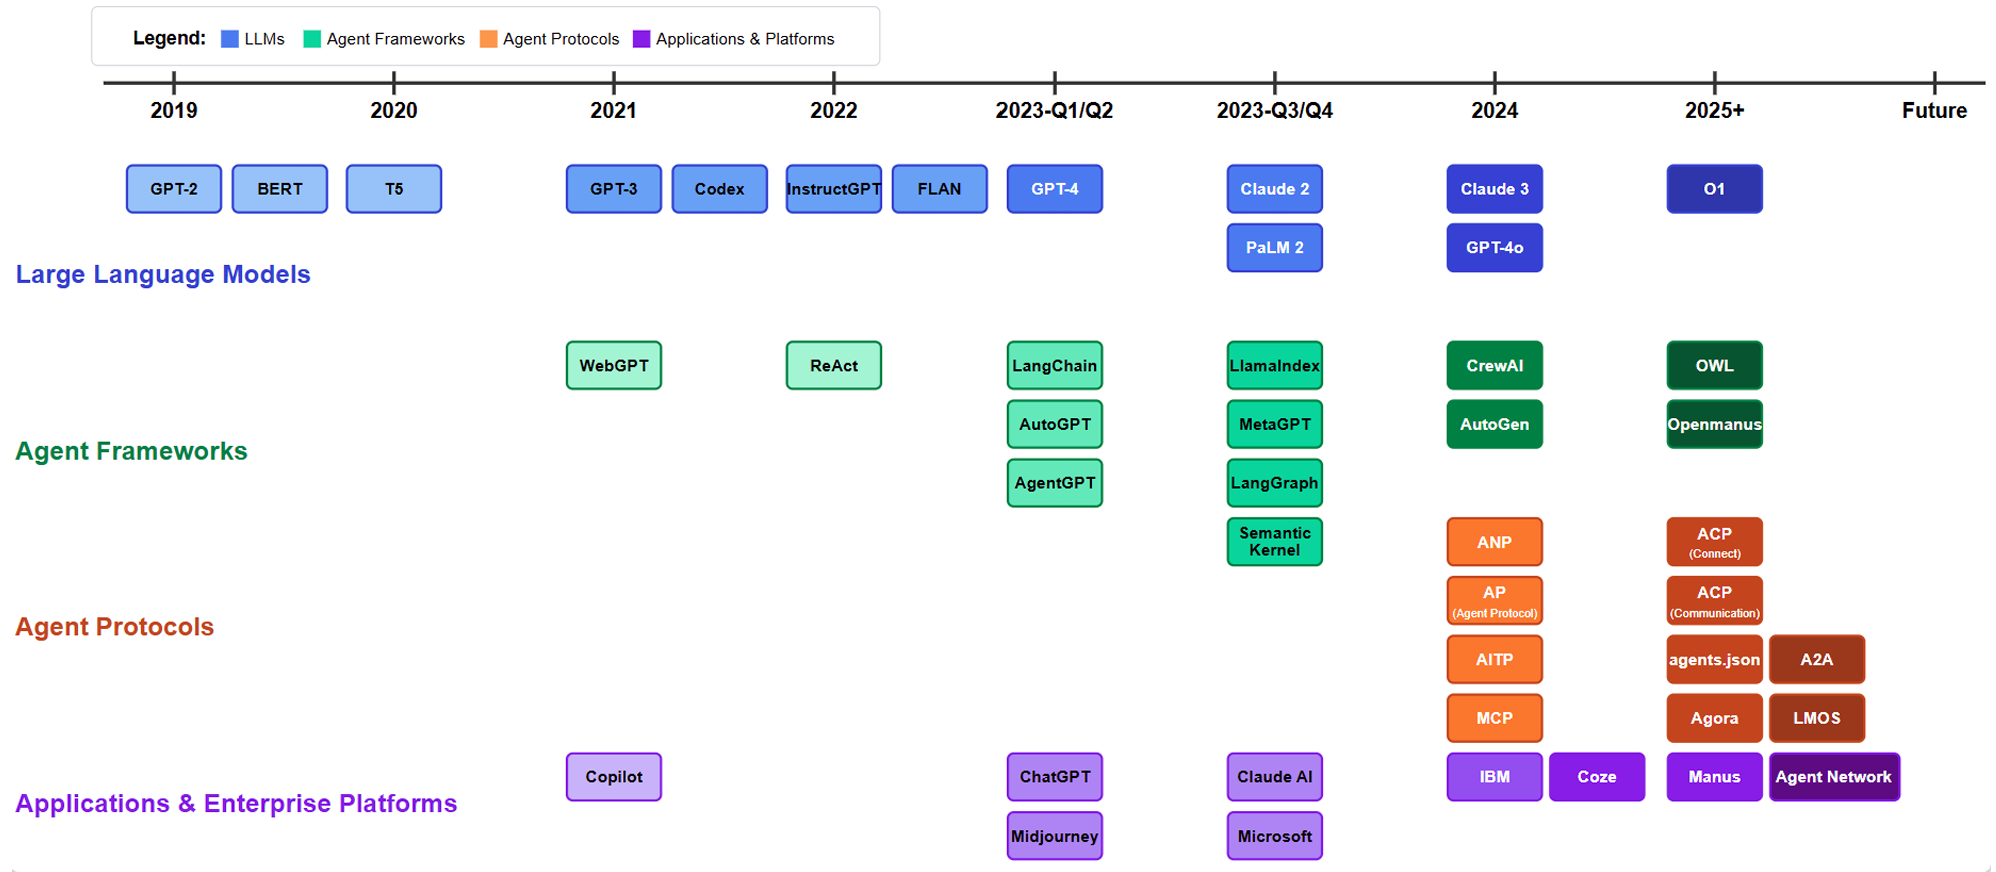 Legend: LLMs Agent Frameworks Agent Protocols Applications & Platforms
2019 2020 2021 2022 2023-Q1/Q2 2023-Q3/Q4 2024 2025+ Future
GPT-2 BERT T5 GPT-3 Codex InstructGPT FLAN GPT-4 Claude 2 Claude 3 O1
PaLM 2 GPT-4o
Large Language Models
WebGPT ReAct LangChain LlamaIndex CrewAI OWL
AutoGPT MetaGPT AutoGen Openmanus
Agent Frameworks
AgentGPT LangGraph
Semantic
Kernel
ANP
ACP
(Connect)
AP
(Agent Protocol)
ACP
(Communication)
Agent Protocols
AITP agents.json A2A
MCP Agora LMOS
Copilot ChatGPT Claude AI IBM Coze Manus Agent Network
Applications & Enterprise Platforms
Midjourney Microsoft